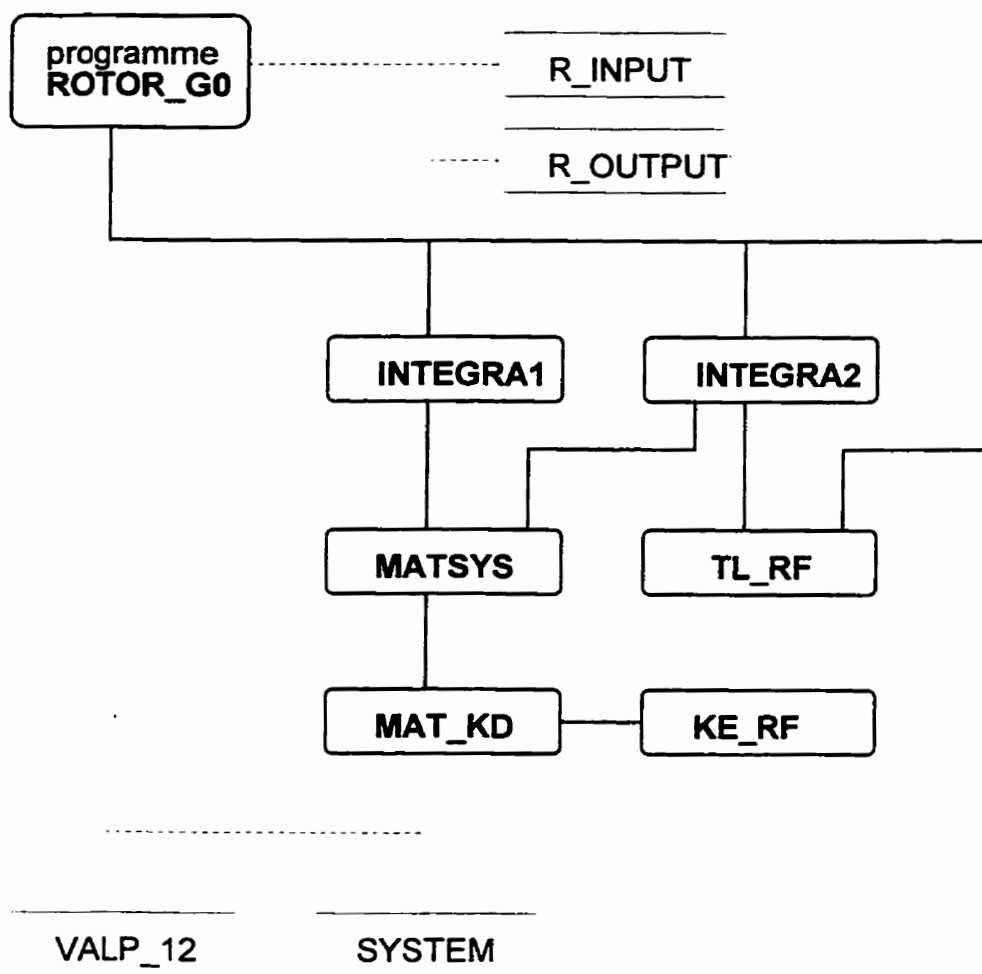 programme
ROTOR_G0
R_INPUT
R_OUTPUT
INTEGRA1
INTEGRA2
MATSYS
TL_RF
MAT_KD
KE_RF
VALP_12
SYSTEM